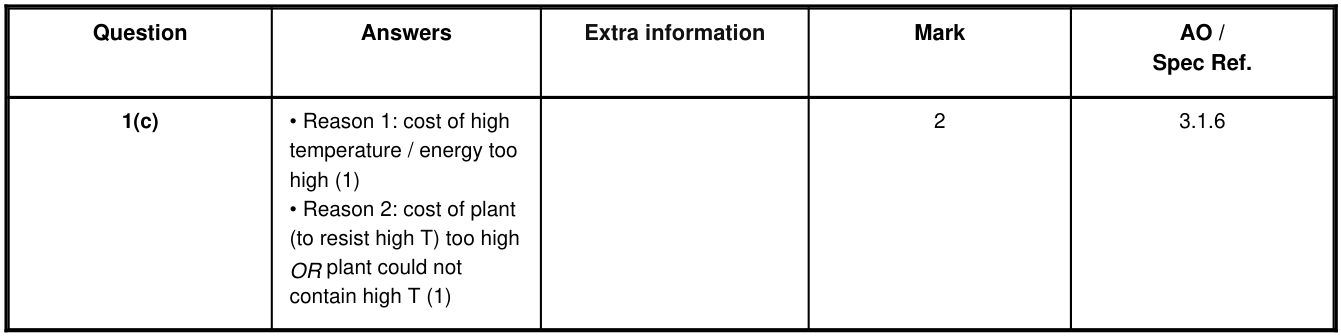 Question Answers Extra information Mark AO /
Spec Ref.
1(c) • Reason 1: cost of high 2 3.1.6
temperature / energy too
high (1)
• Reason 2: cost of plant
(to resist high T) too high
OR plant could not
contain high T (1)